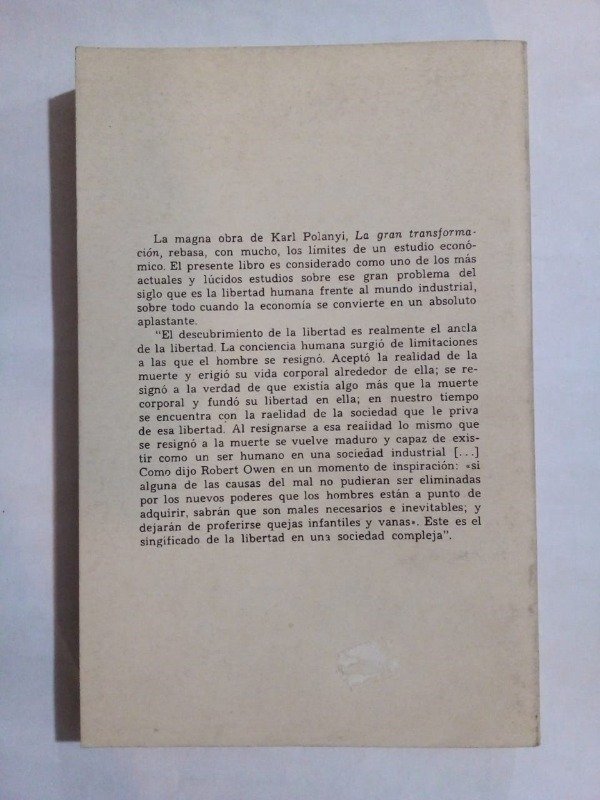 La magna obra de Karl Polanyi, La gran transforma-
ción, rebasa, con mucho, los límites de un estudio econó-
mico. El presente libro es considerado como uno de los más
actuales y lúcidos estudios sobre ese gran problema del
siglo que es la libertad humana frente al mundo industrial,
sobre todo cuando la economía se convierte en un absoluto
aplastante.
"El descubrimiento de la libertad es realmente el ancla
de la libertad. La conciencia humana surgió de limitaciones
a las que el hombre se resignó. Aceptó la realidad de la
muerte y erigió su vida corporal alrededor de ella; se re-
signó a la verdad de que existía algo más que la muerte
corporal y fundó su libertad en ella; en nuestro tiempo
se encuentra con la raelidad de la sociedad que le priva
de esa libertad. Al resignarse a esa realidad lo mismo que
se resignó a la muerte se vuelve maduro y capaz de exis-
tir como un ser humano en una sociedad industrial [...]
Como dijo Robert Owen en un momento de inspiración: «si
alguna de las causas del mal no pudieran ser eliminadas
por los nuevos poderes que los hombres están a punto de
adquirir, sabrán que son males necesarios e inevitables; y
dejarán de proferirse quejas infantiles y vanas». Este es el
singificado de la libertad en una sociedad compleja".